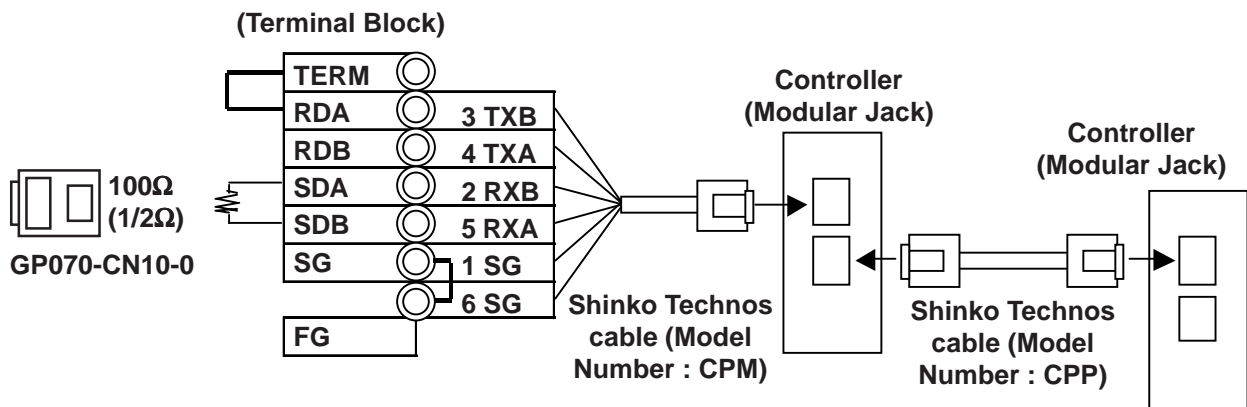 (Terminal Block)
TERM
RDA
RDB
SDA
SDB
SG
FG
3 TXB
4 TXA
2 RXB
5 RXA
1 SG
6 SG
100Ω
(1/2Ω)
GP070-CN10-0
Controller
(Modular Jack)
Controller
(Modular Jack)
Shinko Technos
cable (Model
Number : CPM)
Shinko Technos
cable (Model
Number : CPP)